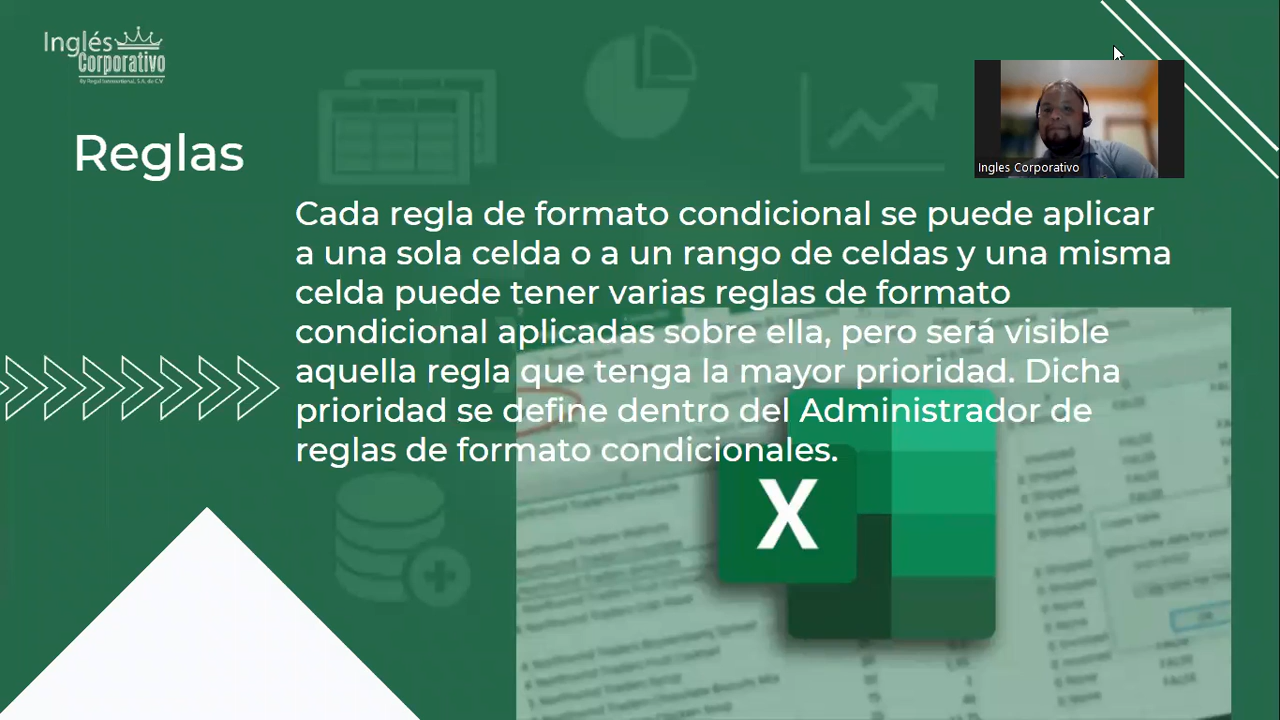 Inglés
Corporativo
Reglas
Ingles Corporativo
Cada regla de formato condicional se puede aplicar
a una sola celda o a un rango de celdas y una misma
celda puede tener varias reglas de formato
condicional aplicadas sobre ella, pero será visible
aquella regla que tenga la mayor prioridad. Dicha
prioridad se define dentro del Administrador de
reglas de formato condicionales.
X